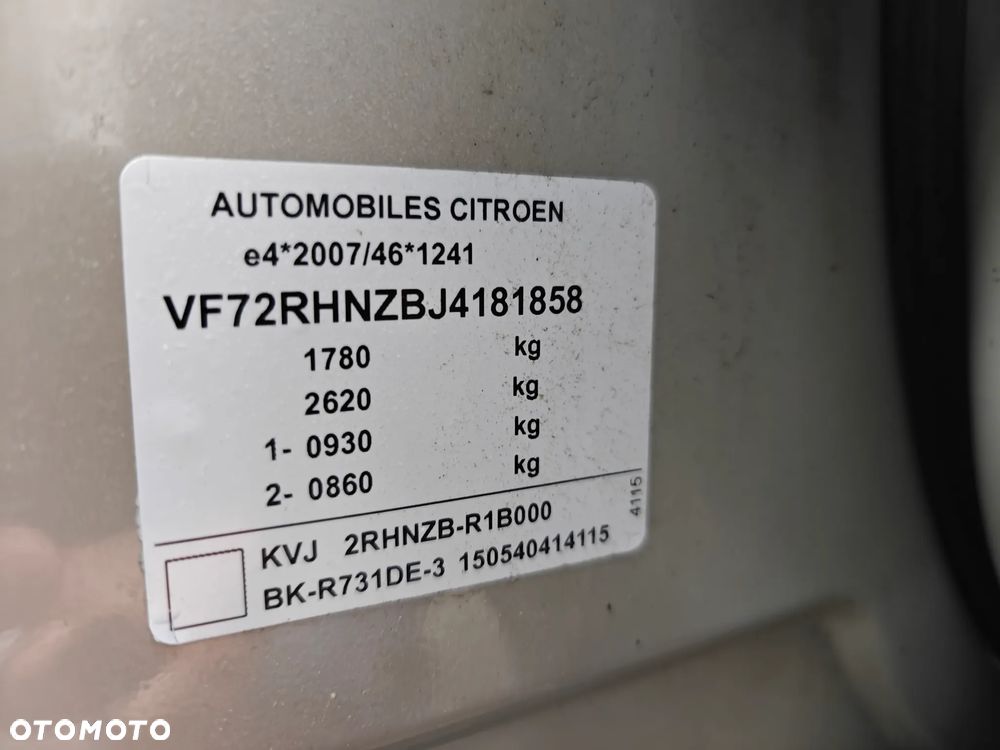 AUTOMOBILES CITROEN
e4*2007/46*1241
VF72RHNZBJ4181858
1780 kg
2620 kg
1- 0930 kg
2- 0860 kg
4115
KVJ 2RHNZB-R1B000
BK-R731DE-3 150540414115
OTOMOTO